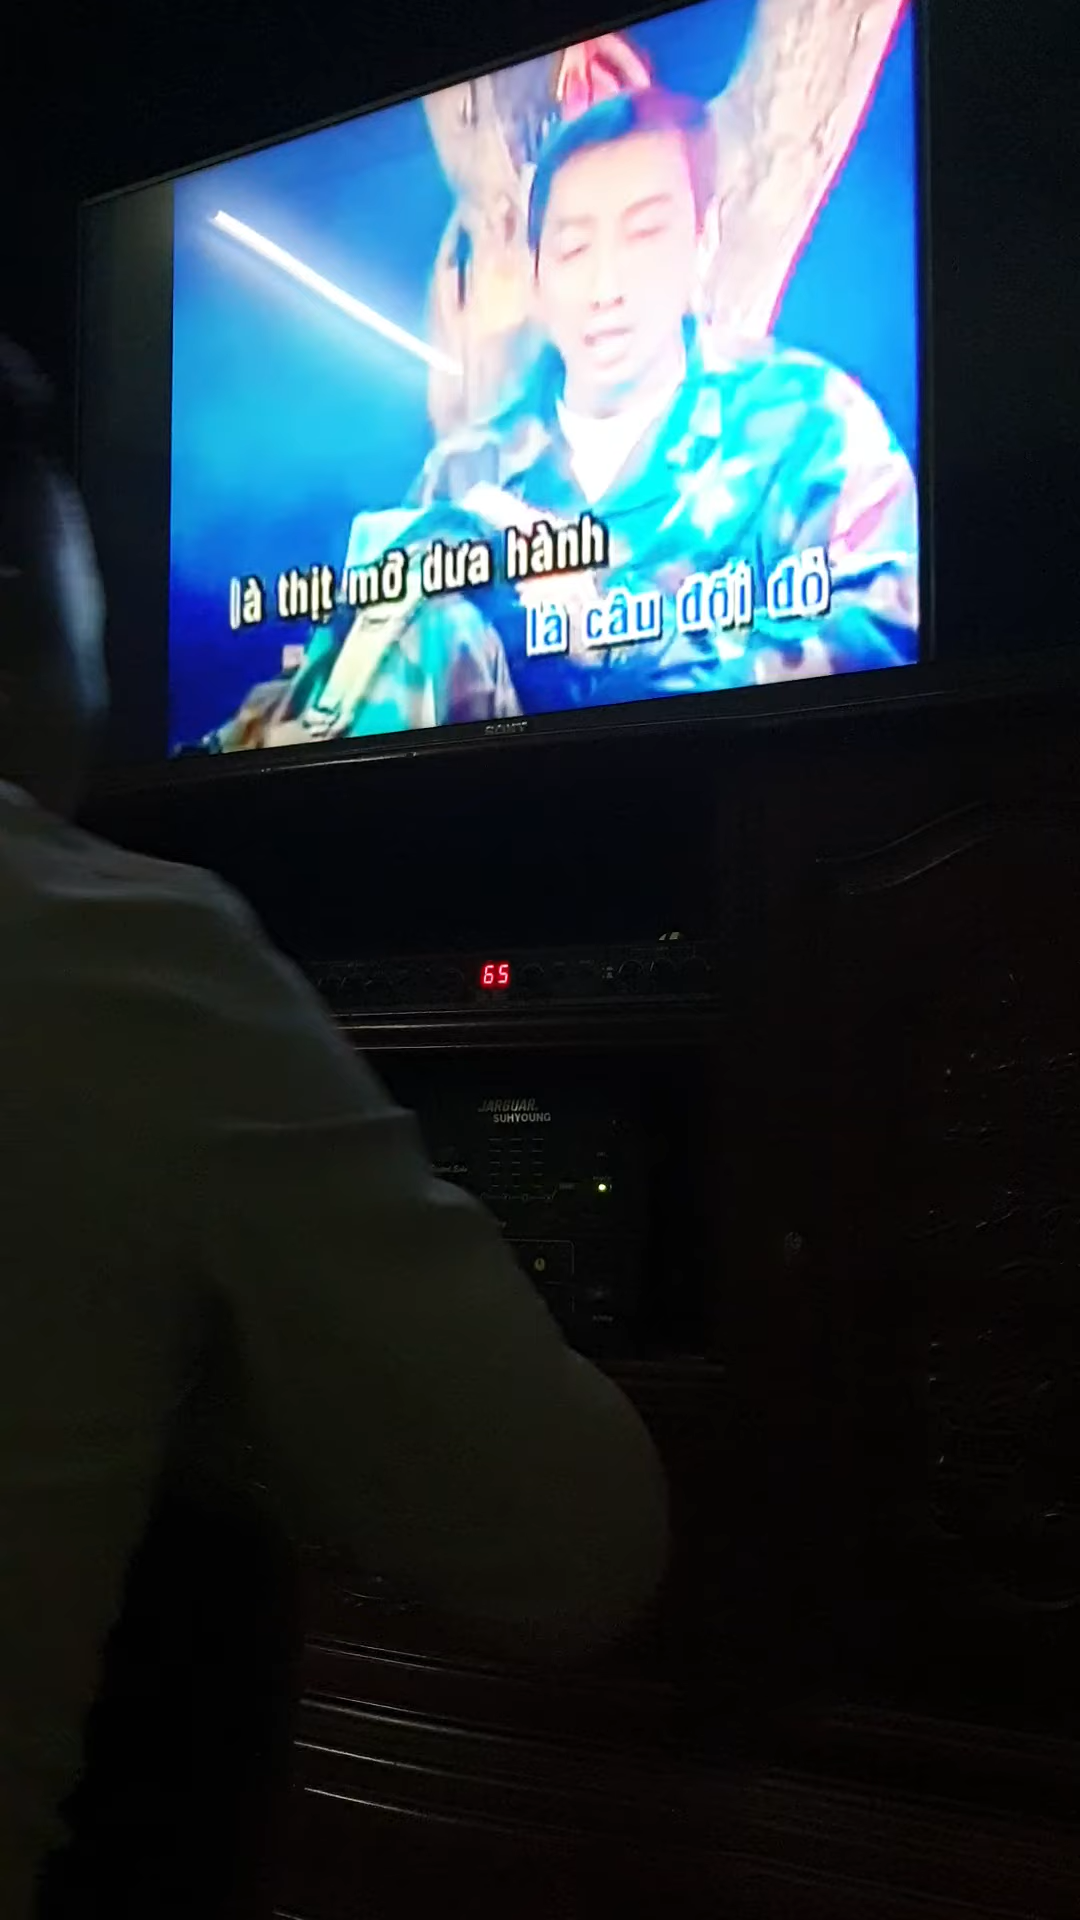 là thịt mỡ dưa hành
là câu đối đỏ
SONY
65
JARGUAR.
SUHYOUNG